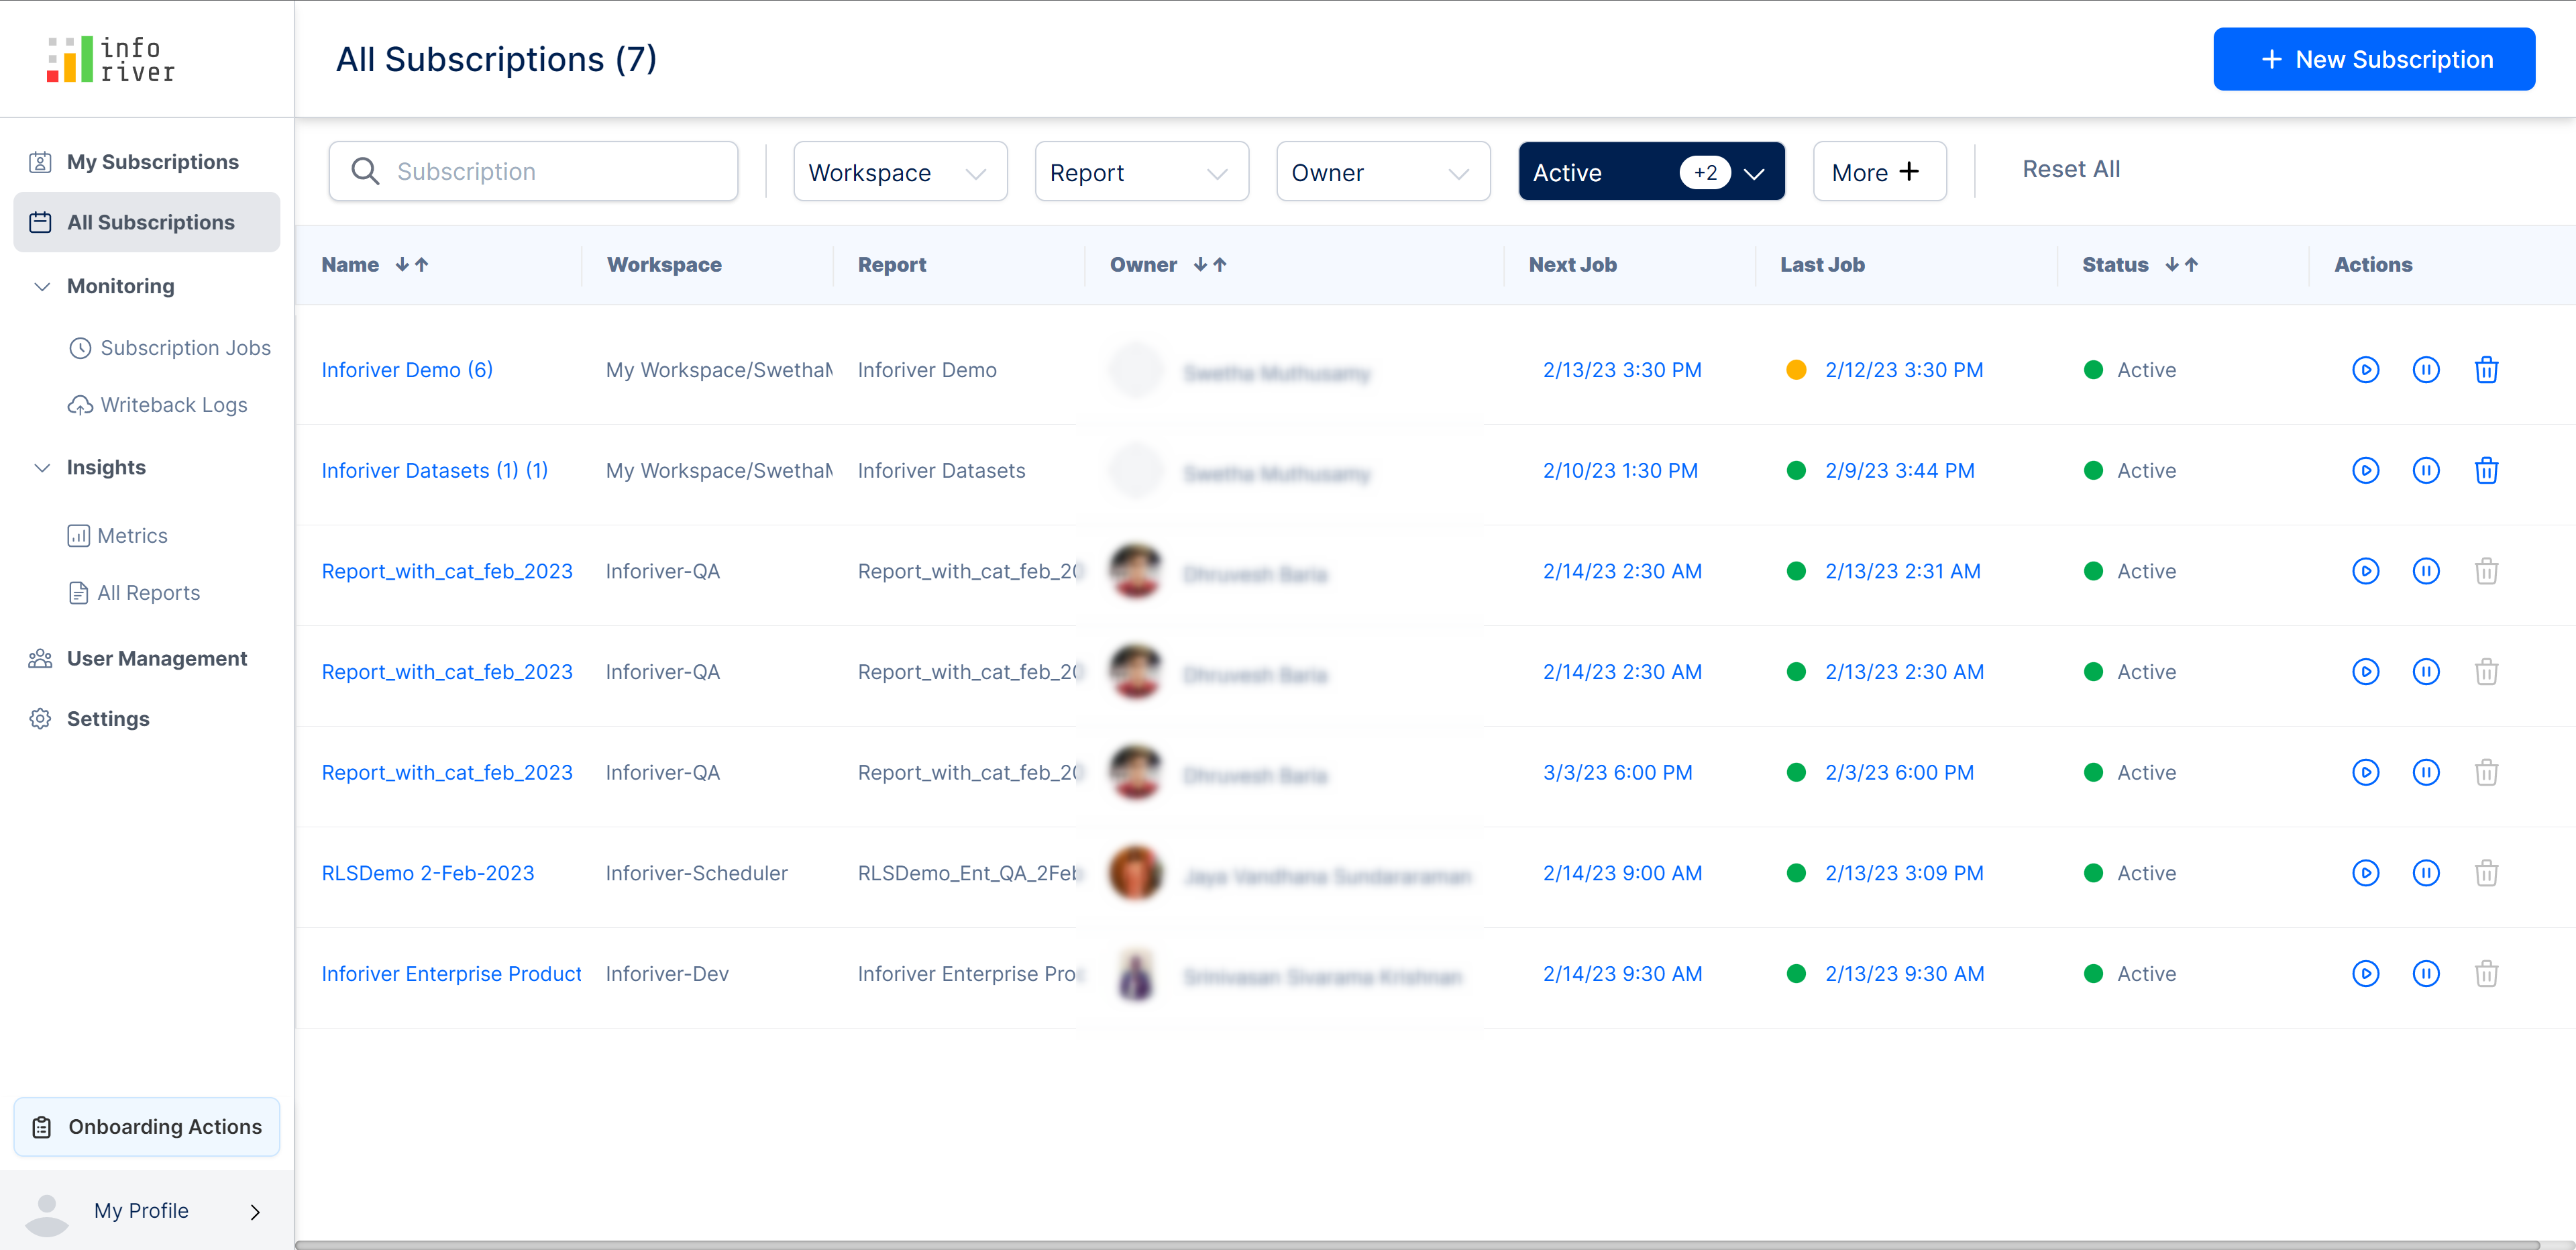 info
river
All Subscriptions (7)
New Subscription
My Subscriptions
All Subscriptions
Monitoring
Subscription Jobs
Writeback Logs
Insights
Metrics
All Reports
User Management
Settings
Onboarding Actions
My Profile
Subscription
Workspace
Report
Owner
Active +2
More
Reset All
Name Workspace Report Owner Next Job Last Job Status Actions
Inforiver Demo (6) My Workspace/Swetha Inforiver Demo 2/13/23 3:30 PM 2/12/23 3:30 PM Active
Inforiver Datasets (1) (1) My Workspace/Swetha Inforiver Datasets 2/10/23 1:30 PM 2/9/23 3:44 PM Active
Report_with_cat_feb_2023 Inforiver-QA Report_with_cat_feb_20 2/14/23 2:30 AM 2/13/23 2:31 AM Active
Report_with_cat_feb_2023 Inforiver-QA Report_with_cat_feb_20 2/14/23 2:30 AM 2/13/23 2:30 AM Active
Report_with_cat_feb_2023 Inforiver-QA Report_with_cat_feb_20 3/3/23 6:00 PM 2/3/23 6:00 PM Active
RLSDemo 2-Feb-2023 Inforiver-Scheduler RLSDemo_Ent_QA_2Feb 2/14/23 9:00 AM 2/13/23 3:09 PM Active
Inforiver Enterprise Product Inforiver-Dev Inforiver Enterprise Pro 2/14/23 9:30 AM 2/13/23 9:30 AM Active